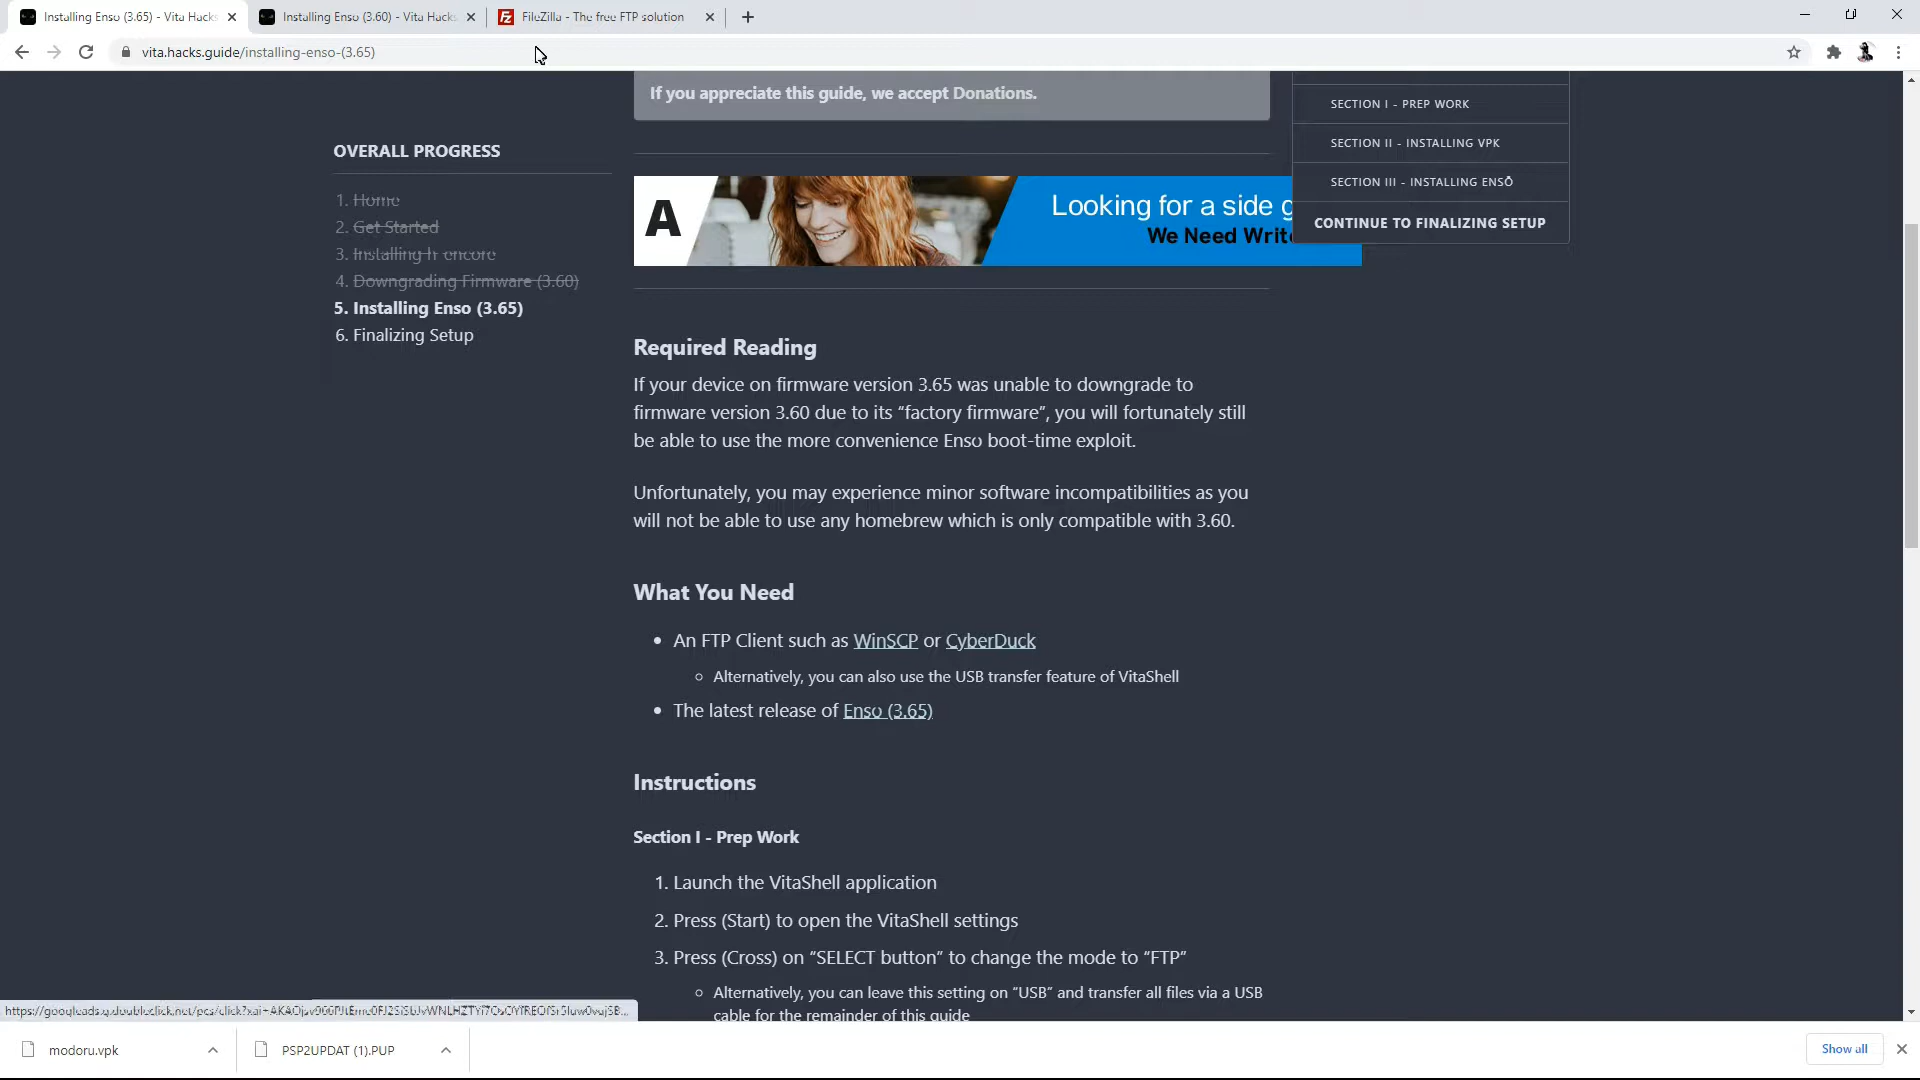 Installing Enso (3.65) - Vita Hacks
Installing Enso (3.60) - Vita Hacks
FileZilla - The free FTP solution
vita.hacks.guide/installing-enso-(3.65)
If you appreciate this guide, we accept Donations.
SECTION I - PREP WORK
SECTION II - INSTALLING VPK
SECTION III - INSTALLING ENSŌ
CONTINUE TO FINALIZING SETUP
OVERALL PROGRESS
1. Home
2. Get Started
3. Installing h-encore
4. Downgrading Firmware (3.60)
5. Installing Enso (3.65)
6. Finalizing Setup
A
Looking for a side g
We Need Write
Required Reading
If your device on firmware version 3.65 was unable to downgrade to
firmware version 3.60 due to its “factory firmware”, you will fortunately still
be able to use the more convenience Enso boot-time exploit.
Unfortunately, you may experience minor software incompatibilities as you
will not be able to use any homebrew which is only compatible with 3.60.
What You Need
• An FTP Client such as WinSCP or CyberDuck
Alternatively, you can also use the USB transfer feature of VitaShell
• The latest release of Enso (3.65)
Instructions
Section I - Prep Work
1. Launch the VitaShell application
2. Press (Start) to open the VitaShell settings
3. Press (Cross) on “SELECT button” to change the mode to “FTP”
Alternatively, you can leave this setting on “USB” and transfer all files via a USB
cable for the remainder of this guide
modoru.vpk
PSP2UPDAT (1).PUP
Show all